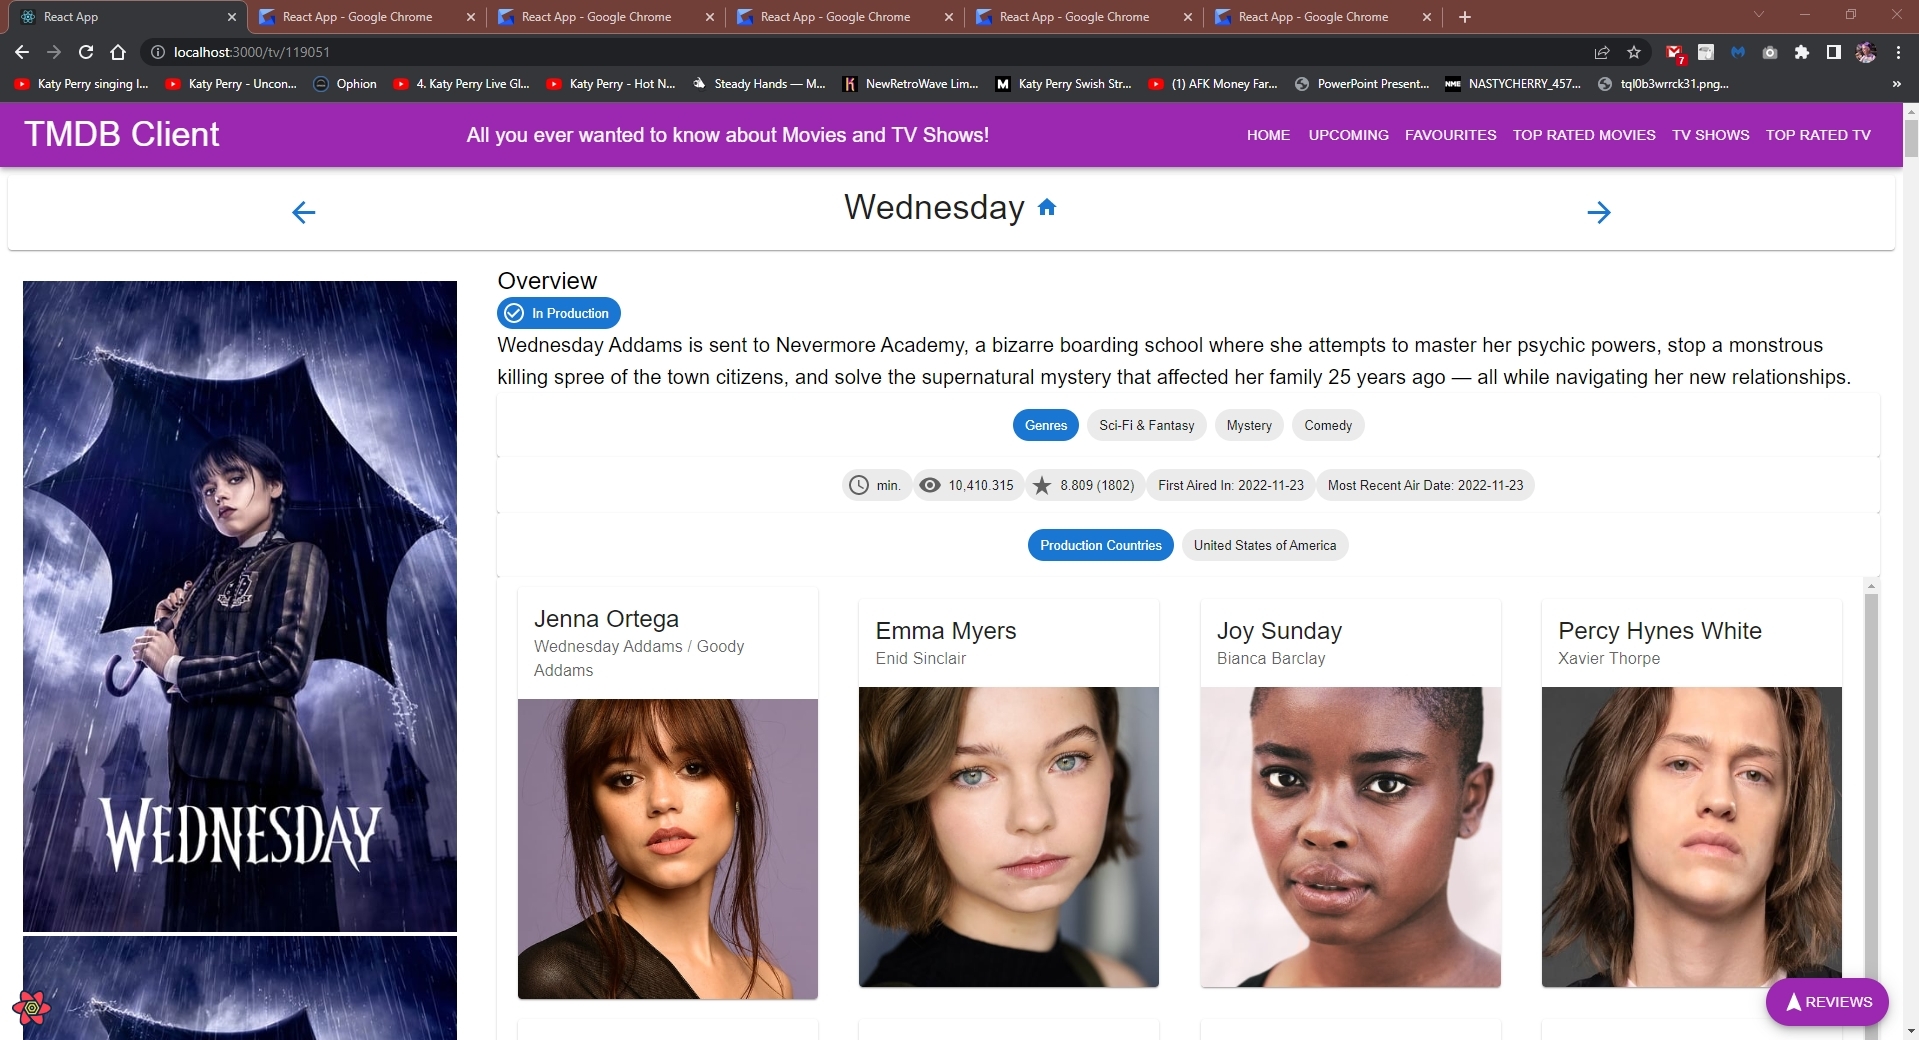 React App
React App - Google Chrome
React App - Google Chrome
React App - Google Chrome
React App - Google Chrome
React App - Google Chrome
localhost:3000/tv/119051
7
Katy Perry singing I...
Katy Perry - Uncon...
Ophion
4. Katy Perry Live Gl...
Katy Perry - Hot N...
Steady Hands — M...
NewRetroWave Lim...
M
Katy Perry Swish Str...
(1) AFK Money Far...
PowerPoint Present...
NME
NASTYCHERRY_457...
tql0b3wrrck31.png...
»
TMDB Client
All you ever wanted to know about Movies and TV Shows!
HOME
UPCOMING
FAVOURITES
TOP RATED MOVIES
TV SHOWS
TOP RATED TV
Wednesday
WEDNESDAY
Overview
In Production
Wednesday Addams is sent to Nevermore Academy, a bizarre boarding school where she attempts to master her psychic powers, stop a monstrous
killing spree of the town citizens, and solve the supernatural mystery that affected her family 25 years ago — all while navigating her new relationships.
Genres
Sci-Fi & Fantasy
Mystery
Comedy
min.
10,410.315
8.809 (1802)
First Aired In: 2022-11-23
Most Recent Air Date: 2022-11-23
Production Countries
United States of America
Jenna Ortega
Wednesday Addams / Goody
Addams
Emma Myers
Enid Sinclair
Joy Sunday
Bianca Barclay
Percy Hynes White
Xavier Thorpe
REVIEWS